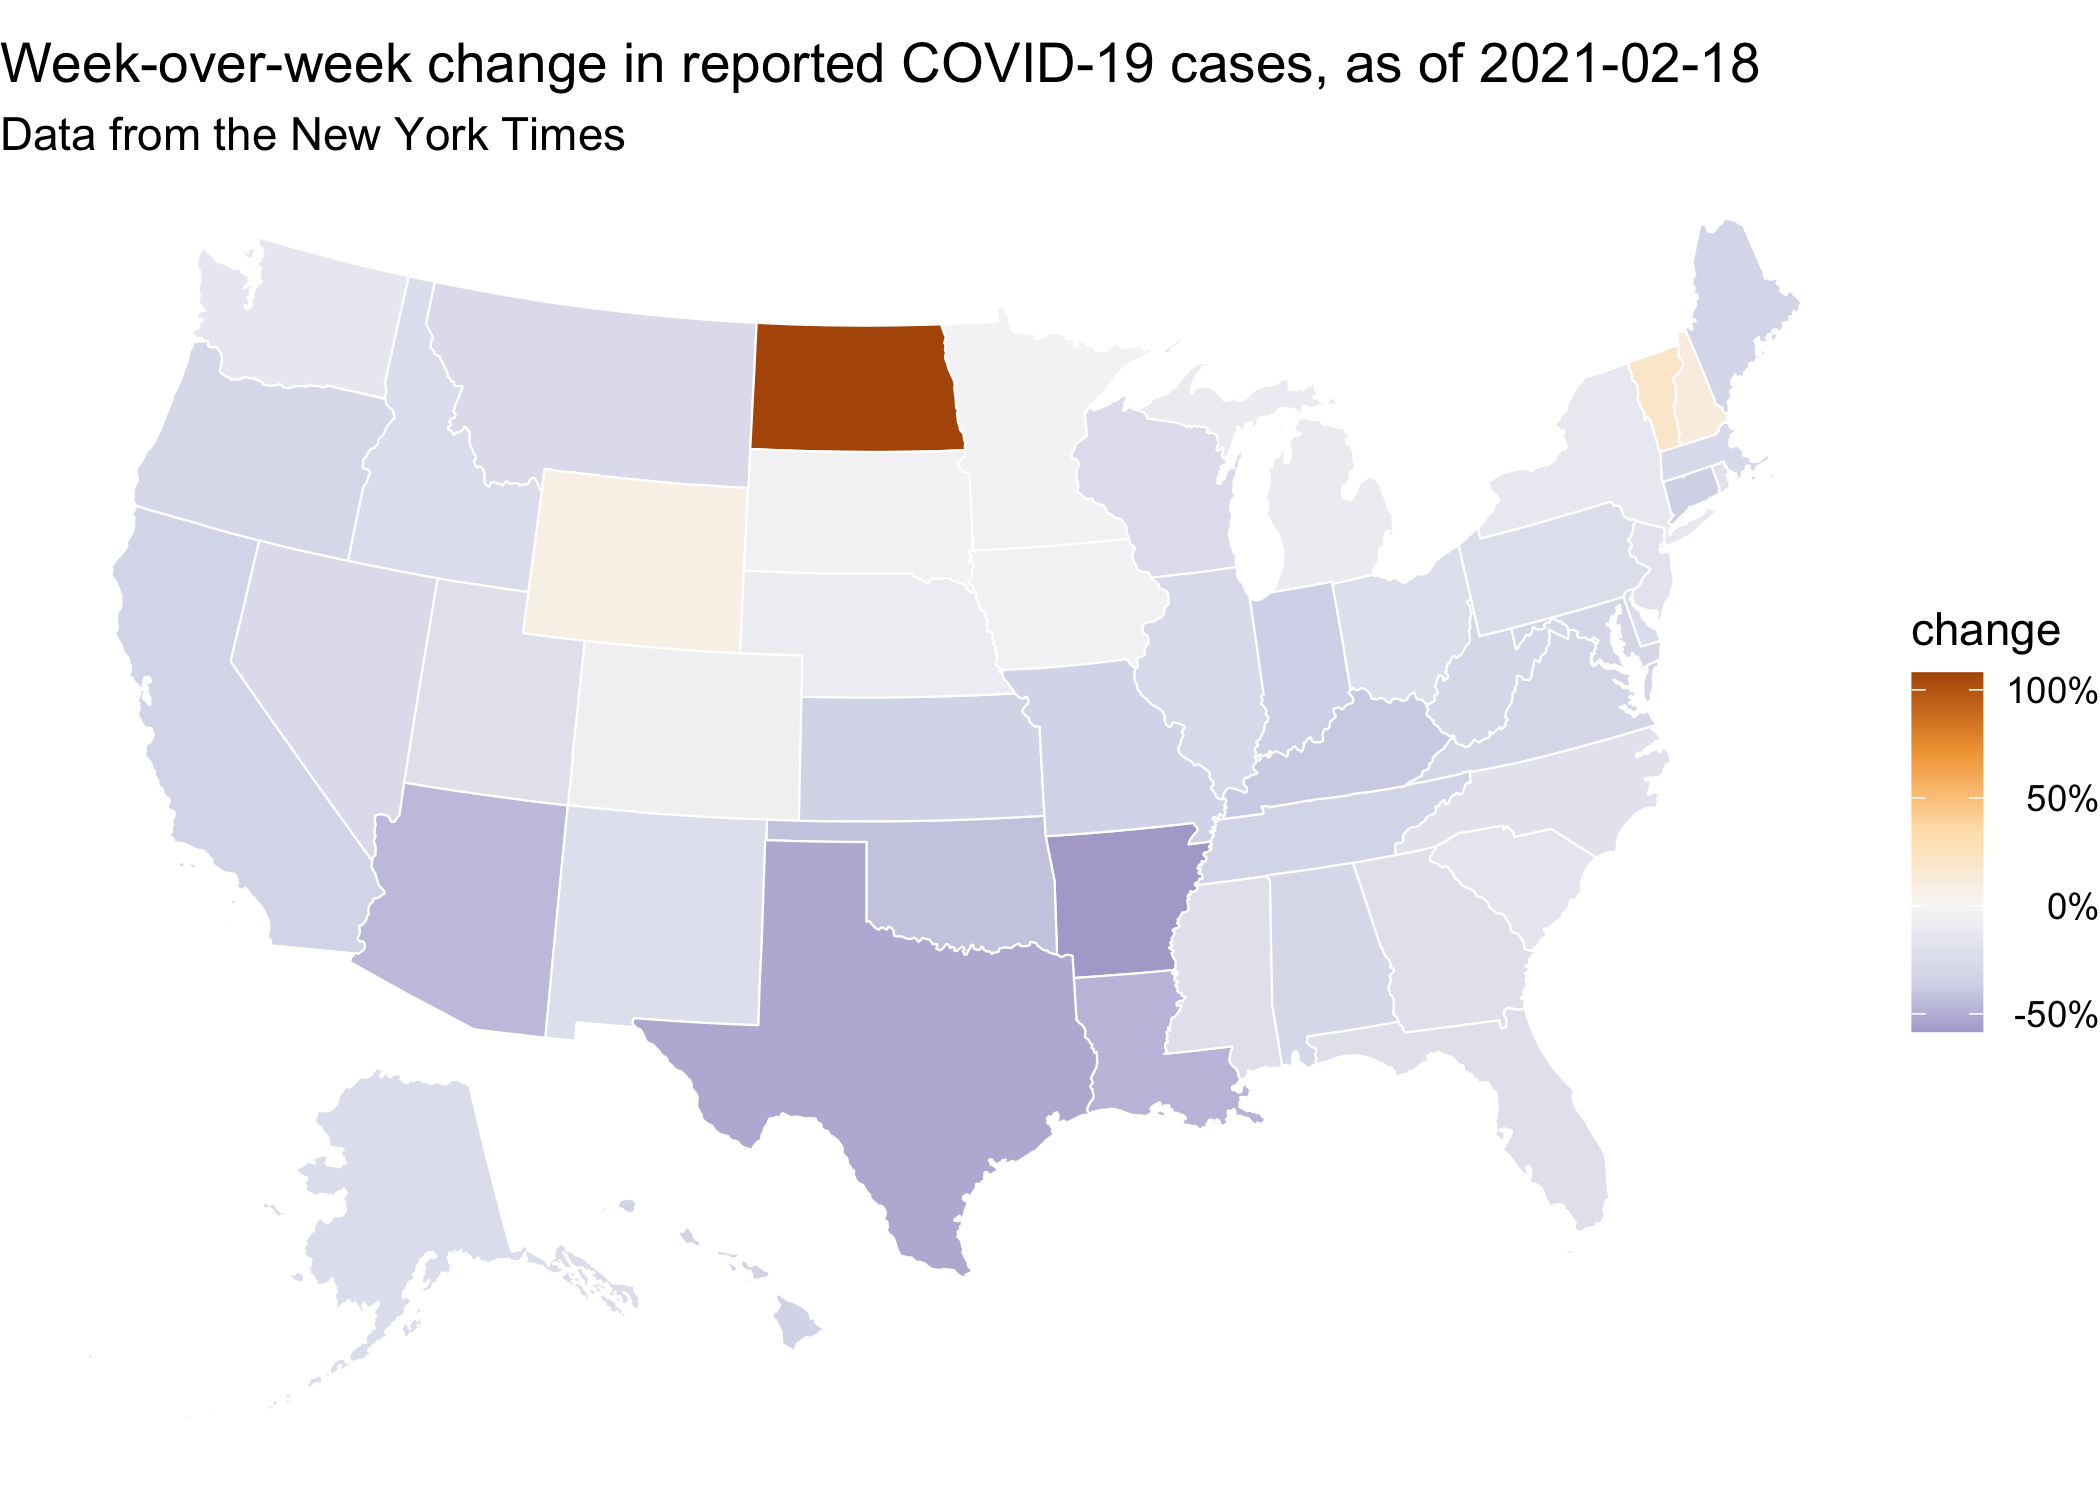 Week-over-week change in reported COVID-19 cases, as of 2021-02-18
Data from the New York Times
change
100%
50%
0%
-50%